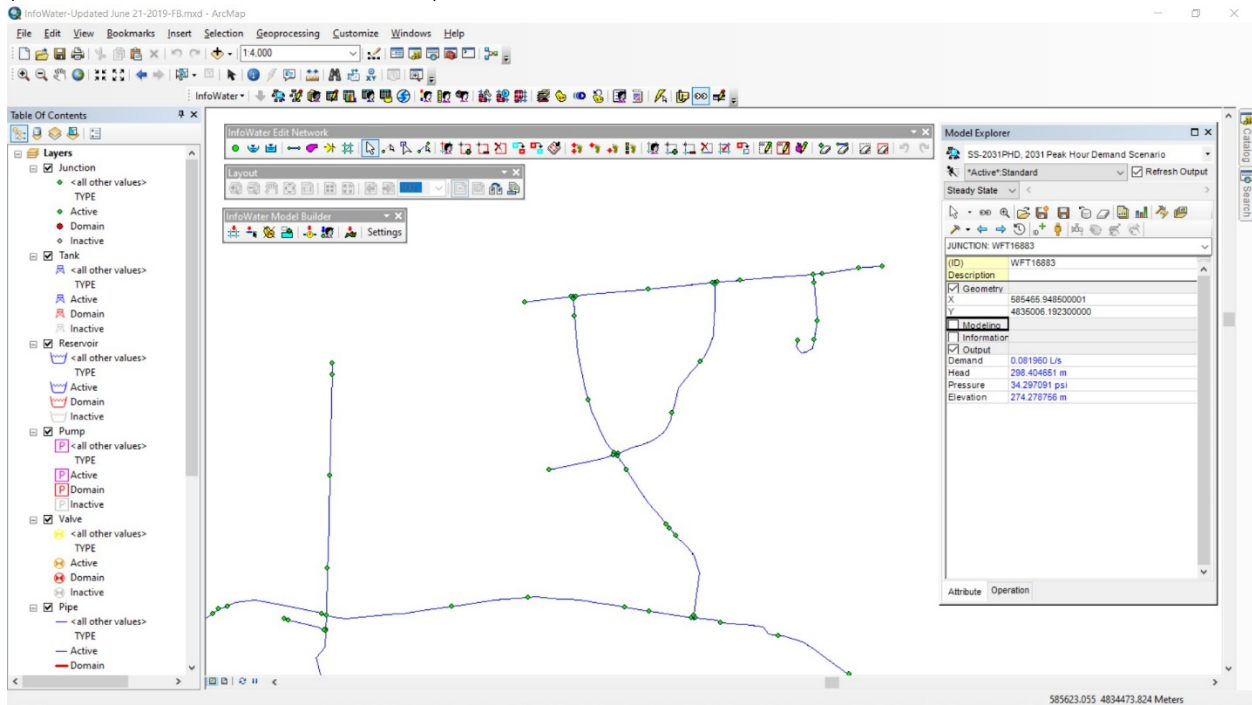 InfoWater-Updated June 21-2019-FB.mxd - ArcMap
File Edit View Bookmarks Insert Selection Geoprocessing Customize Windows Help
1:4,000
InfoWater
Table Of Contents
Layers
Junction
<all other values>
TYPE
Active
Domain
Inactive
Tank
<all other values>
TYPE
Active
Domain
Inactive
Reservoir
<all other values>
TYPE
Active
Domain
Inactive
Pump
<all other values>
TYPE
P Active
P Domain
P Inactive
Valve
<all other values>
TYPE
Active
Domain
Inactive
Pipe
<all other values>
TYPE
Active
Domain
InfoWater Edit Network
Layout
InfoWater Model Builder
Settings
Model Explorer
SS-2031PHD, 2031 Peak Hour Demand Scenario
*Active*:Standard Refresh Output
Steady State
JUNCTION: WFT16883
(ID) WFT16883
Description
Geometry
X 585465.948500001
Y 4835006.192300000
Modeling
Information
Output
Demand 0.081960 L/s
Head 298.404651 m
Pressure 34.297091 psi
Elevation 274.278756 m
Attribute Operation
Catalog
Search
585623.055 4834473.824 Meters